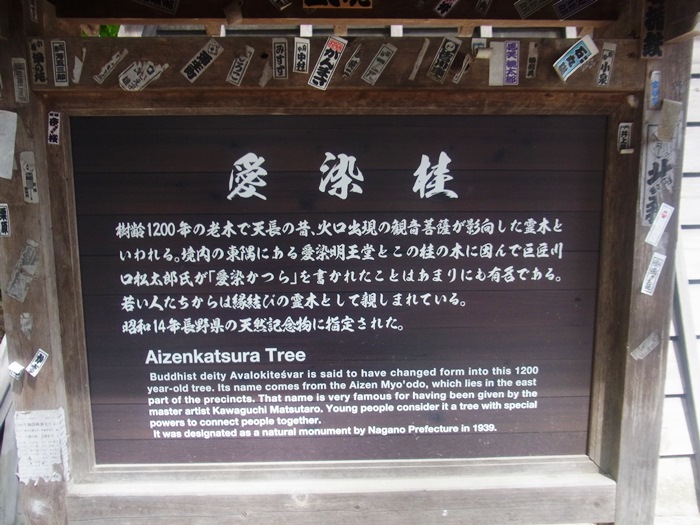 愛染桂
樹齢1200年の老木で天長の昔、火口出現の観音菩薩が影向した霊木と
いわれる。境内の東隅にある愛染明王堂とこの桂の木に因んで巨匠川
口松太郎氏が「愛染かつら」を書かれたことはあまりにも有名である。
若い人たちからは縁結びの霊木として親しまれている。
昭和14年長野県の天然記念物に指定された。
Aizenkatsura Tree
Buddhist deity Avalokiteśvar is said to have changed form into this 1200
year-old tree. Its name comes from the Aizen Myo'odo, which lies in the east
part of the precincts. That name is very famous for having been given by the
master artist Kawaguchi Matsutaro. Young people consider it a tree with special
powers to connect people together.
It was designated as a natural monument by Nagano Prefecture in 1939.